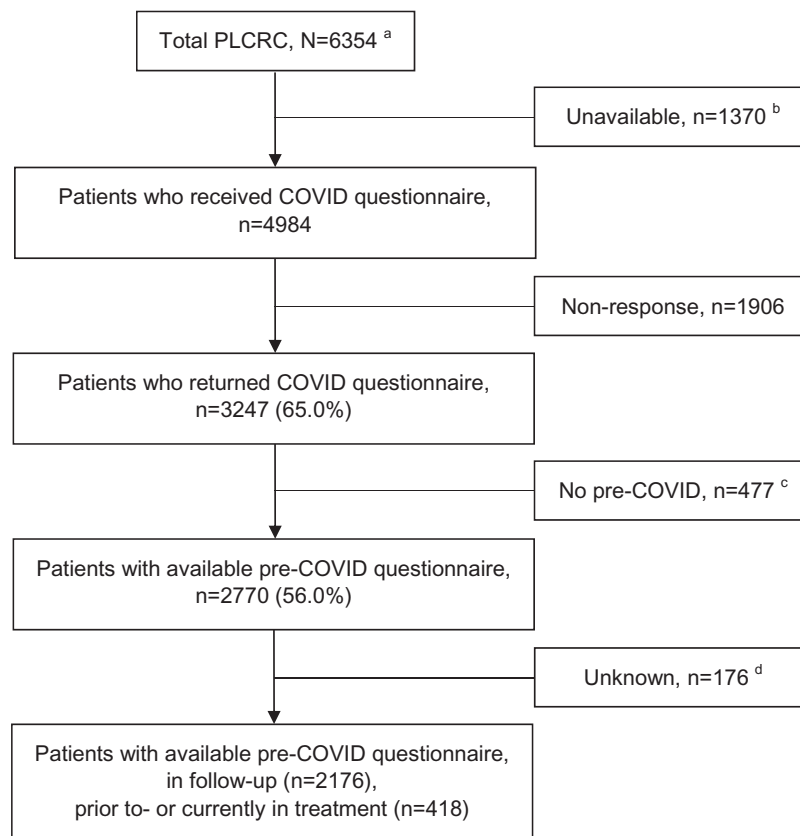 Total PLCRC, N=6354 a
Unavailable, n=1370 b
Patients who received COVID questionnaire,
n=4984
Non-response, n=1906
Patients who returned COVID questionnaire,
n=3247 (65.0%)
No pre-COVID, n=477 c
Patients with available pre-COVID questionnaire,
n=2770 (56.0%)
Unknown, n=176 d
Patients with available pre-COVID questionnaire,
in follow-up (n=2176),
prior to- or currently in treatment (n=418)